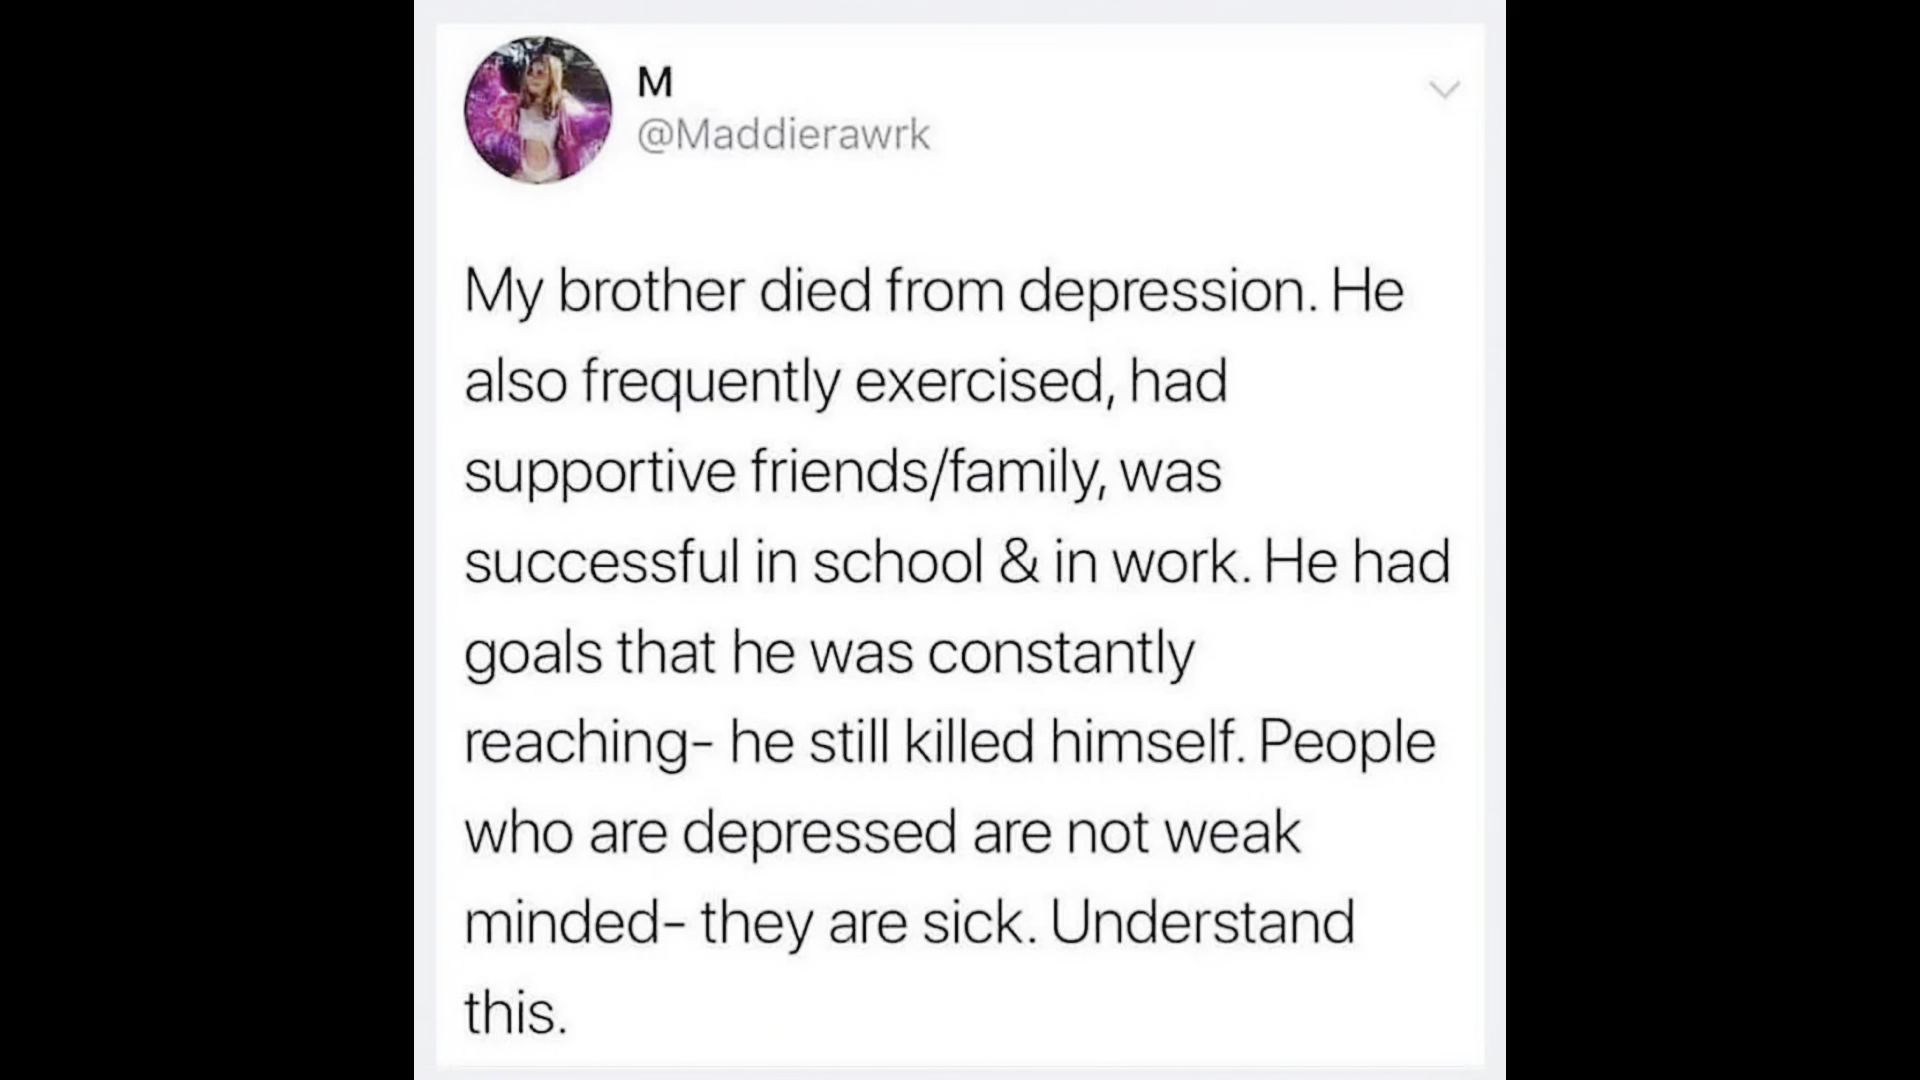 M
@Maddierawrk
My brother died from depression. He
also frequently exercised, had
supportive friends/family, was
successful in school & in work. He had
goals that he was constantly
reaching- he still killed himself. People
who are depressed are not weak
minded- they are sick. Understand
this.